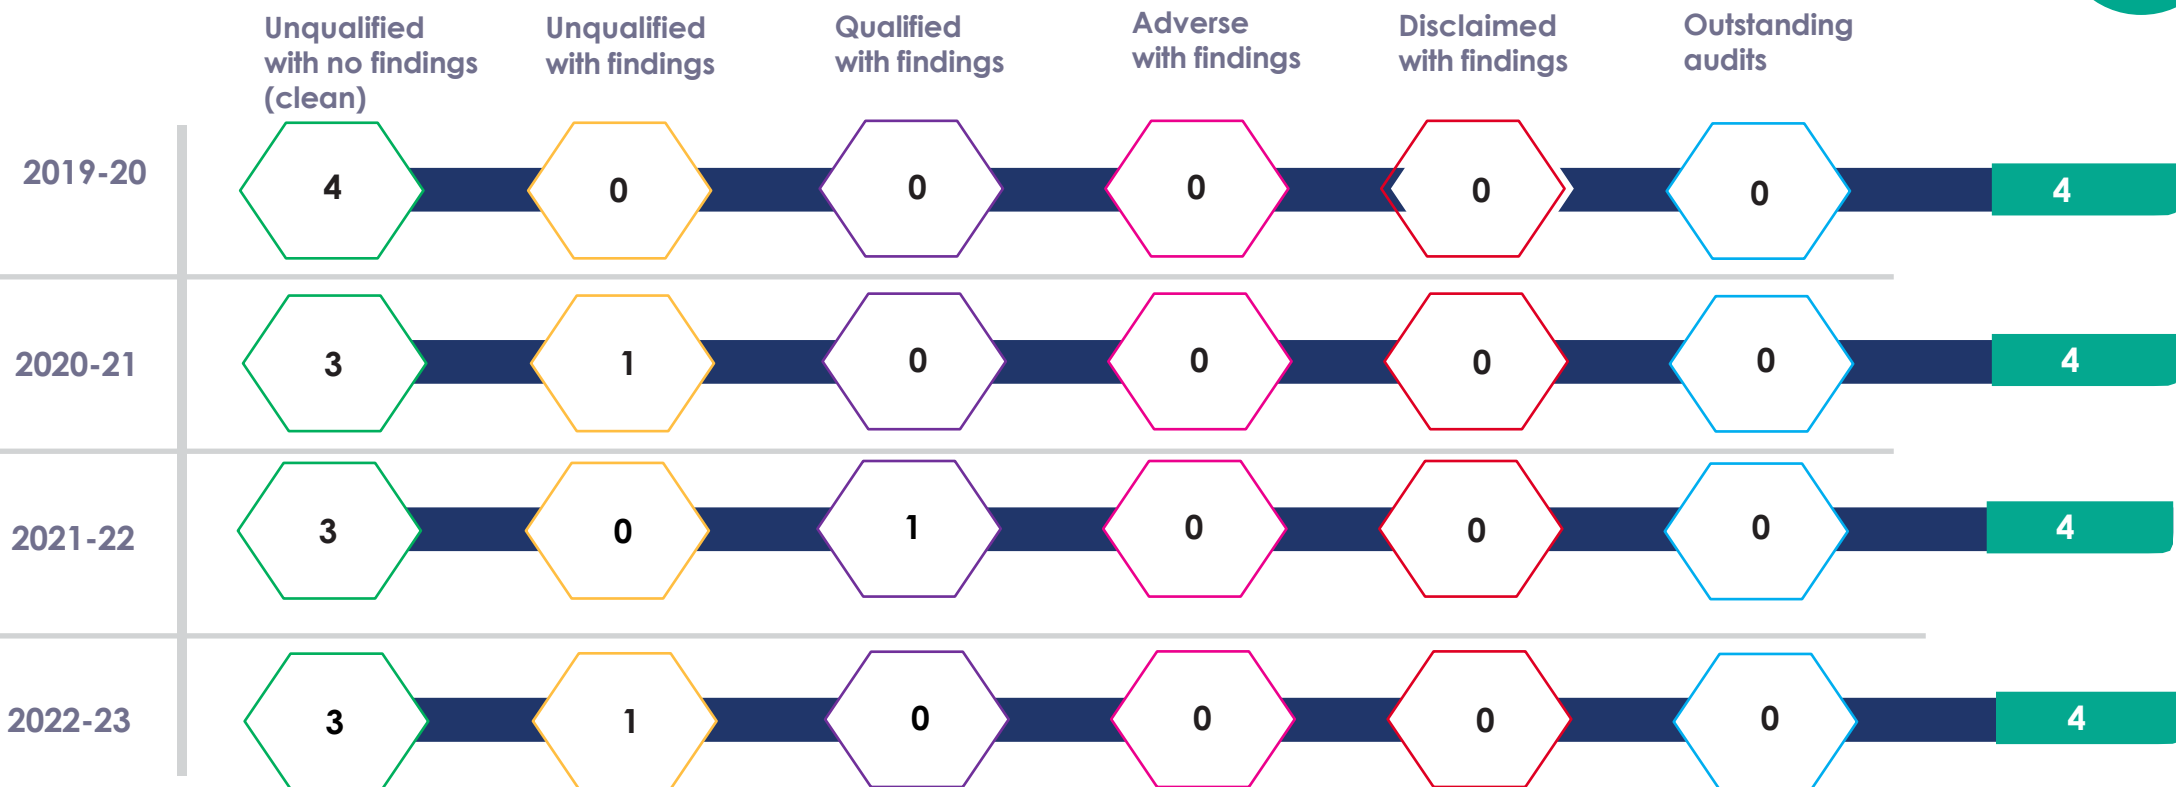 Unqualified
with no findings
(clean)
Unqualified
with findings
Qualified
with findings
Adverse
with findings
Disclaimed
with findings
Outstanding
audits
2019-20
4
0
0
0
0
0
4
2020-21
3
1
0
0
0
0
4
2021-22
3
0
1
0
0
0
4
2022-23
3
1
0
0
0
0
4